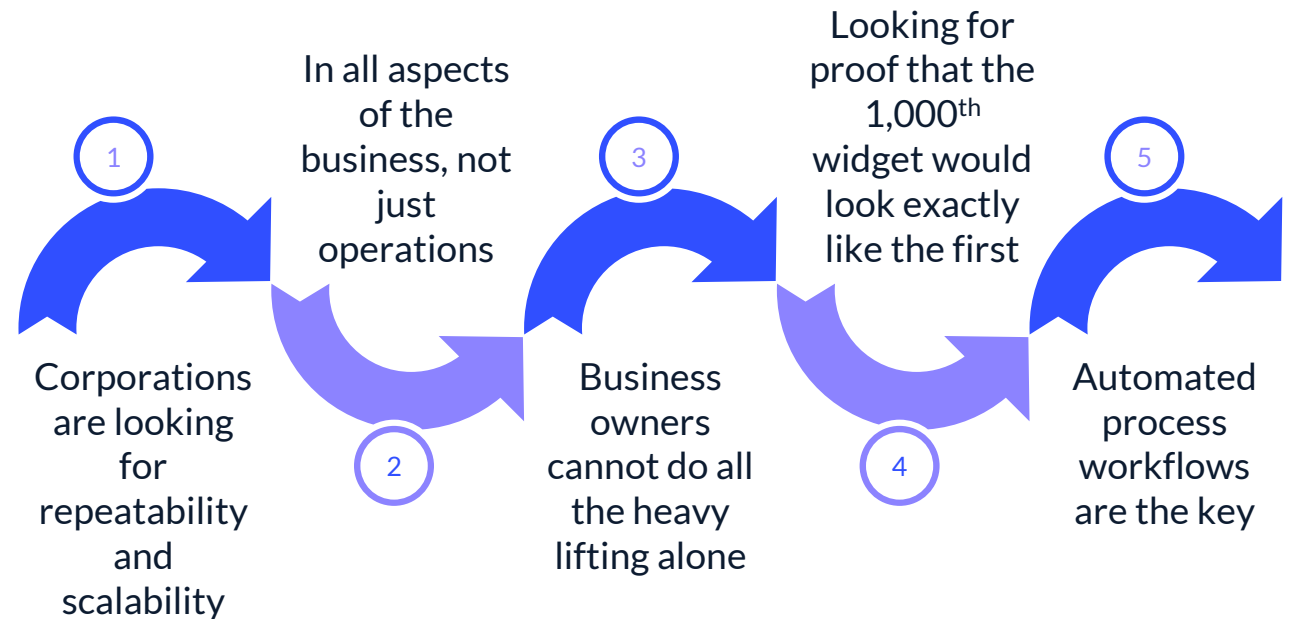 1
Corporations
are looking
for
repeatability
and
scalability
In all aspects
of the
business, not
just
operations
2
3
Business
owners
cannot do all
the heavy
lifting alone
Looking for
proof that the
1,000th
widget would
look exactly
like the first
4
5
Automated
process
workflows
are the key